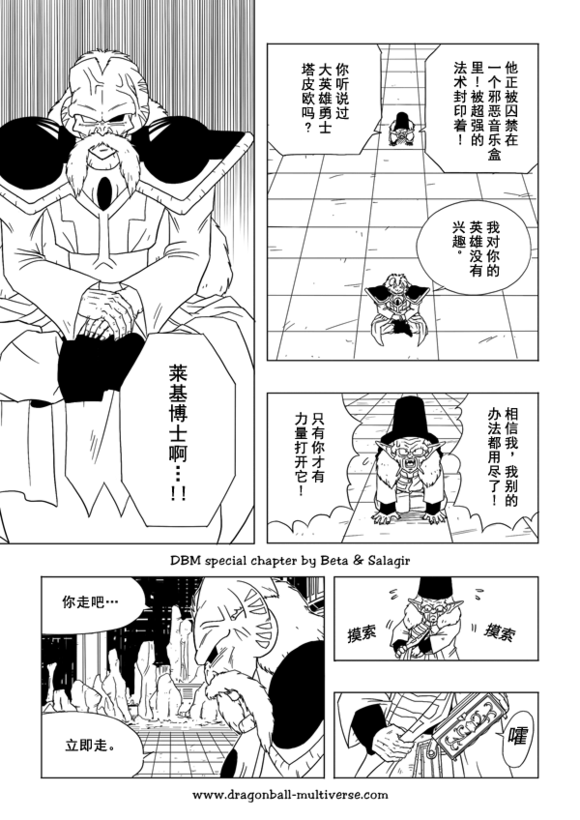 莱基博士啊…！！
你听说过
大英雄勇士
塔皮欧吗？
他正被囚禁在
一个邪恶音乐盒
里！被超强的
法术封印着！
我对你的
英雄没有
兴趣。
只有你才有
力量打开它！
相信我，我别的
办法都用尽了！
DBM special chapter by Beta & Salagir
你走吧…
立即走。
摸索
摸索
嚯
www.dragonball-multiverse.com